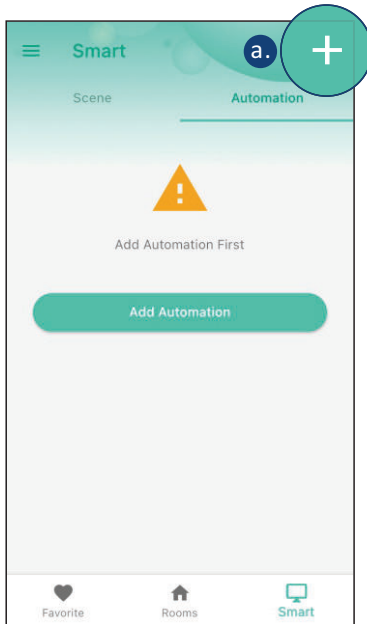 Smart
a.
Scene
Automation
Add Automation First
Add Automation
Favorite
Rooms
Smart